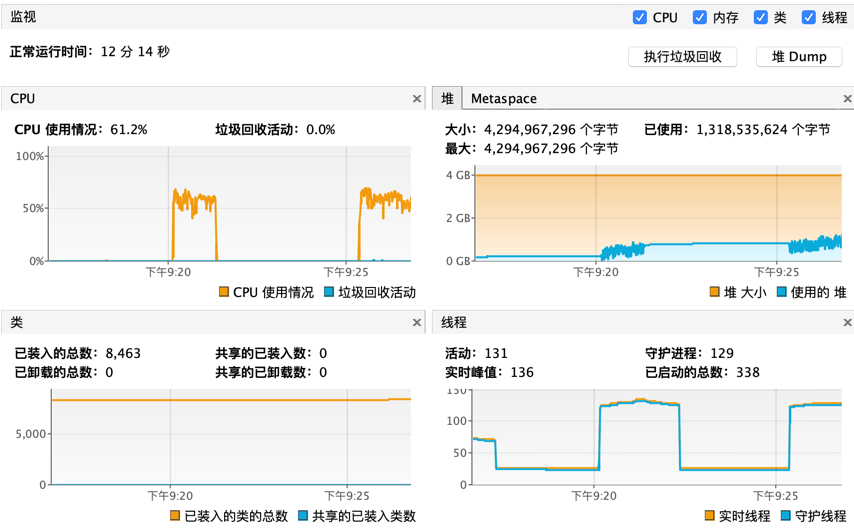 监视
CPU 内存 类 线程
正常运行时间： 12 分 14 秒
执行垃圾回收 堆 Dump
CPU
CPU 使用情况： 61.2% 垃圾回收活动： 0.0%
100%
50%
0%
下午9:20 下午9:25
CPU 使用情况 垃圾回收活动
堆 Metaspace
大小： 4,294,967,296 个字节 已使用： 1,318,535,624 个字节
最大： 4,294,967,296 个字节
4 GB
2 GB
0 GB
下午9:20 下午9:25
堆 大小 使用的 堆
类
已装入的总数： 8,463 共享的已装入数： 0
已卸载的总数： 0 共享的已卸载数： 0
5,000
0
下午9:20 下午9:25
已装入的类的总数 共享的已装入类数
线程
活动： 131 守护进程： 129
实时峰值： 136 已启动的总数： 338
150
100
50
0
下午9:20 下午9:25
实时线程 守护线程